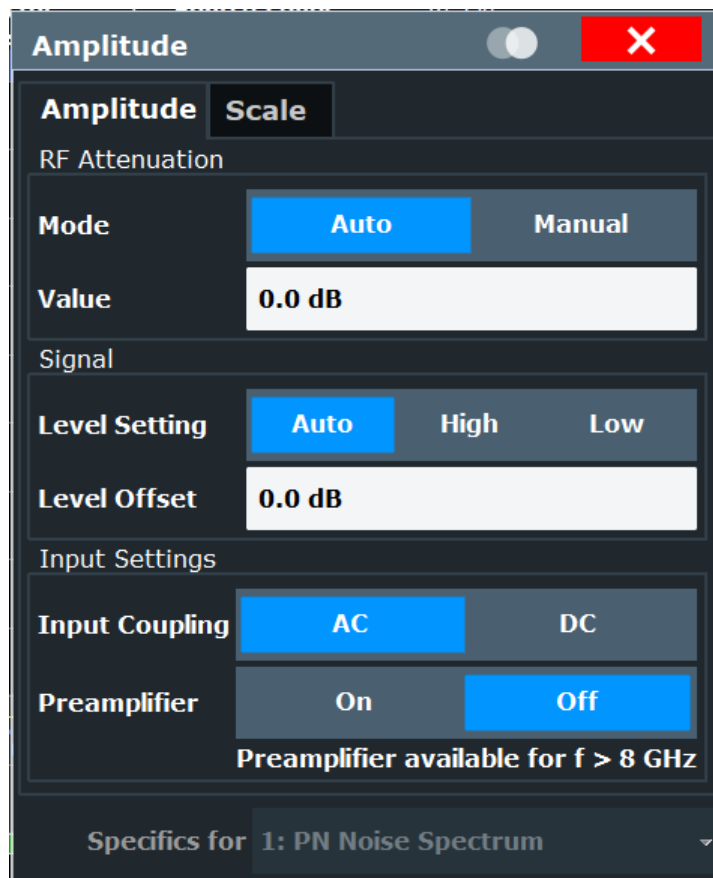 Amplitude
Amplitude Scale
RF Attenuation
Mode Auto Manual
Value 0.0 dB
Signal
Level Setting Auto High Low
Level Offset 0.0 dB
Input Settings
Input Coupling AC DC
Preamplifier On Off
Preamplifier available for f > 8 GHz
Specifics for 1: PN Noise Spectrum